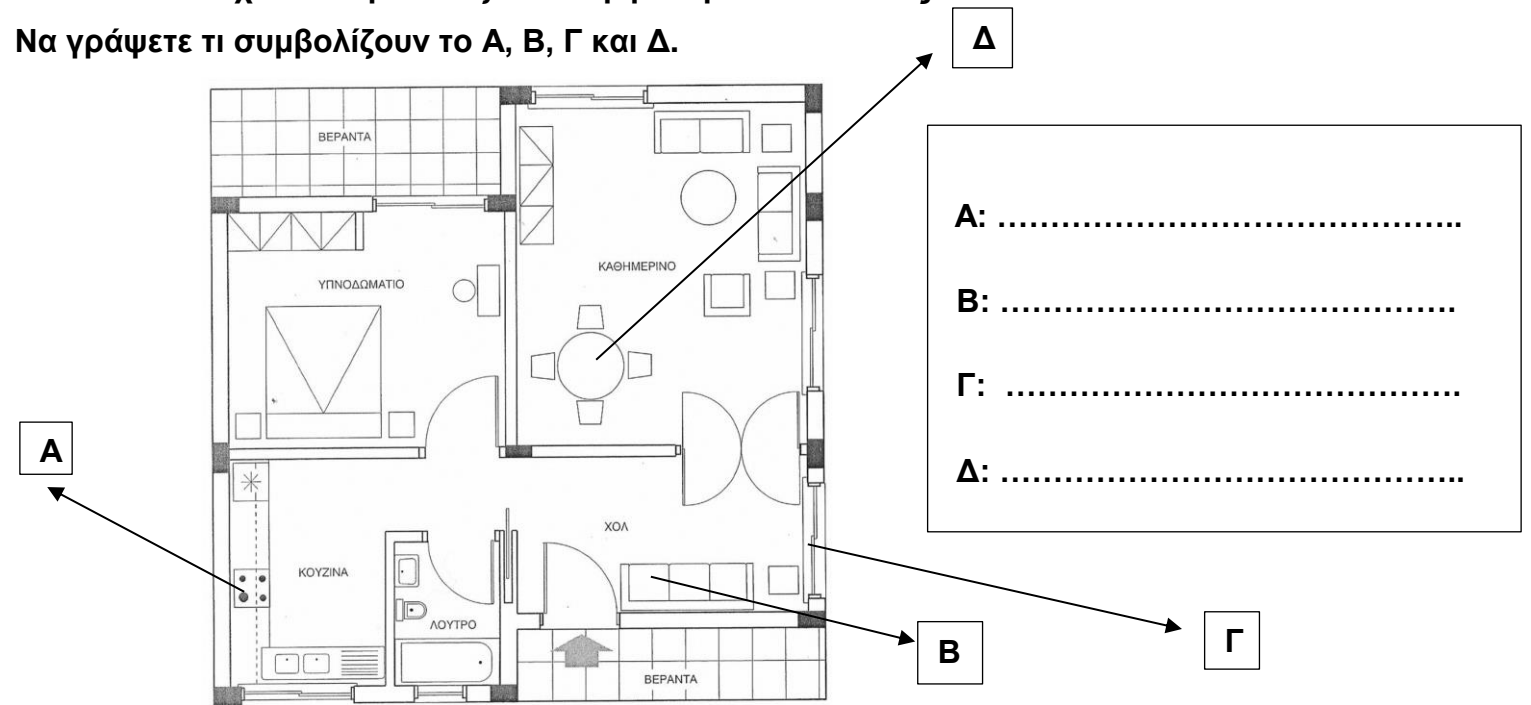 Να γράψετε τι συμβολίζουν το Α, Β, Γ και Δ.
Δ
ΒΕΡΑΝΤΑ
Α: ………………………………………..
ΚΑΘΗΜΕΡΙΝΟ
ΥΠΝΟΔΩΜΑΤΙΟ
Β: ……………………………………….
Γ: ……………………………………….
Α
Δ: ………………………………………..
ΧΟΛ
ΚΟΥΖΙΝΑ
ΛΟΥΤΡΟ
Β
Γ
ΒΕΡΑΝΤΑ